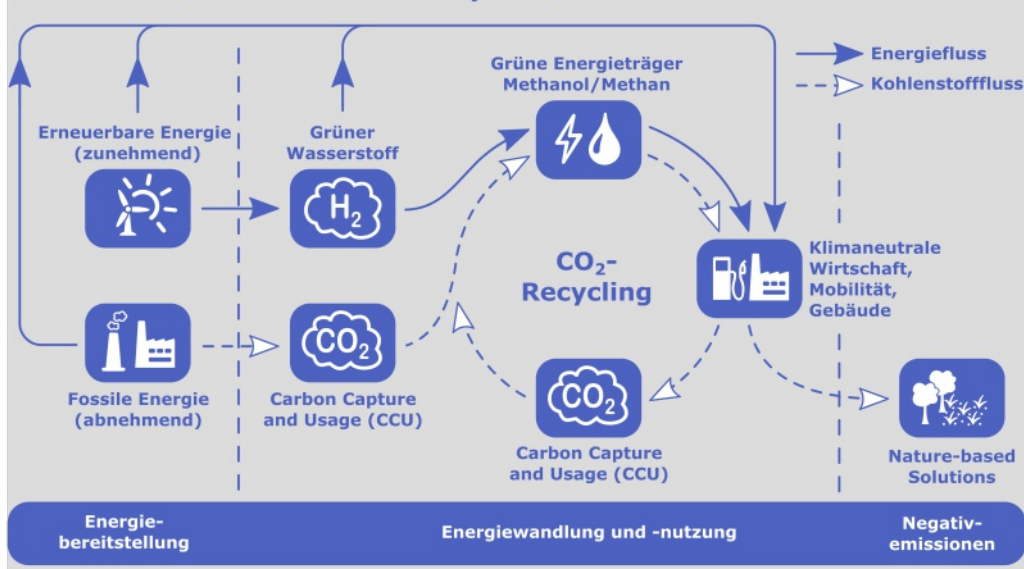 Energiefluss
Kohlenstofffluss
Grüne Energieträger
Methanol/Methan
Erneuerbare Energie
(zunehmend)
Grüner
Wasserstoff
H2
CO2-
Recycling
Klimaneutrale
Wirtschaft,
Mobilität,
Gebäude
CO2
Fossile Energie
(abnehmend)
Carbon Capture
and Usage (CCU)
CO2
Carbon Capture
and Usage (CCU)
Nature-based
Solutions
Energie-
bereitstellung
Energiewandlung und -nutzung
Negativ-
emissionen